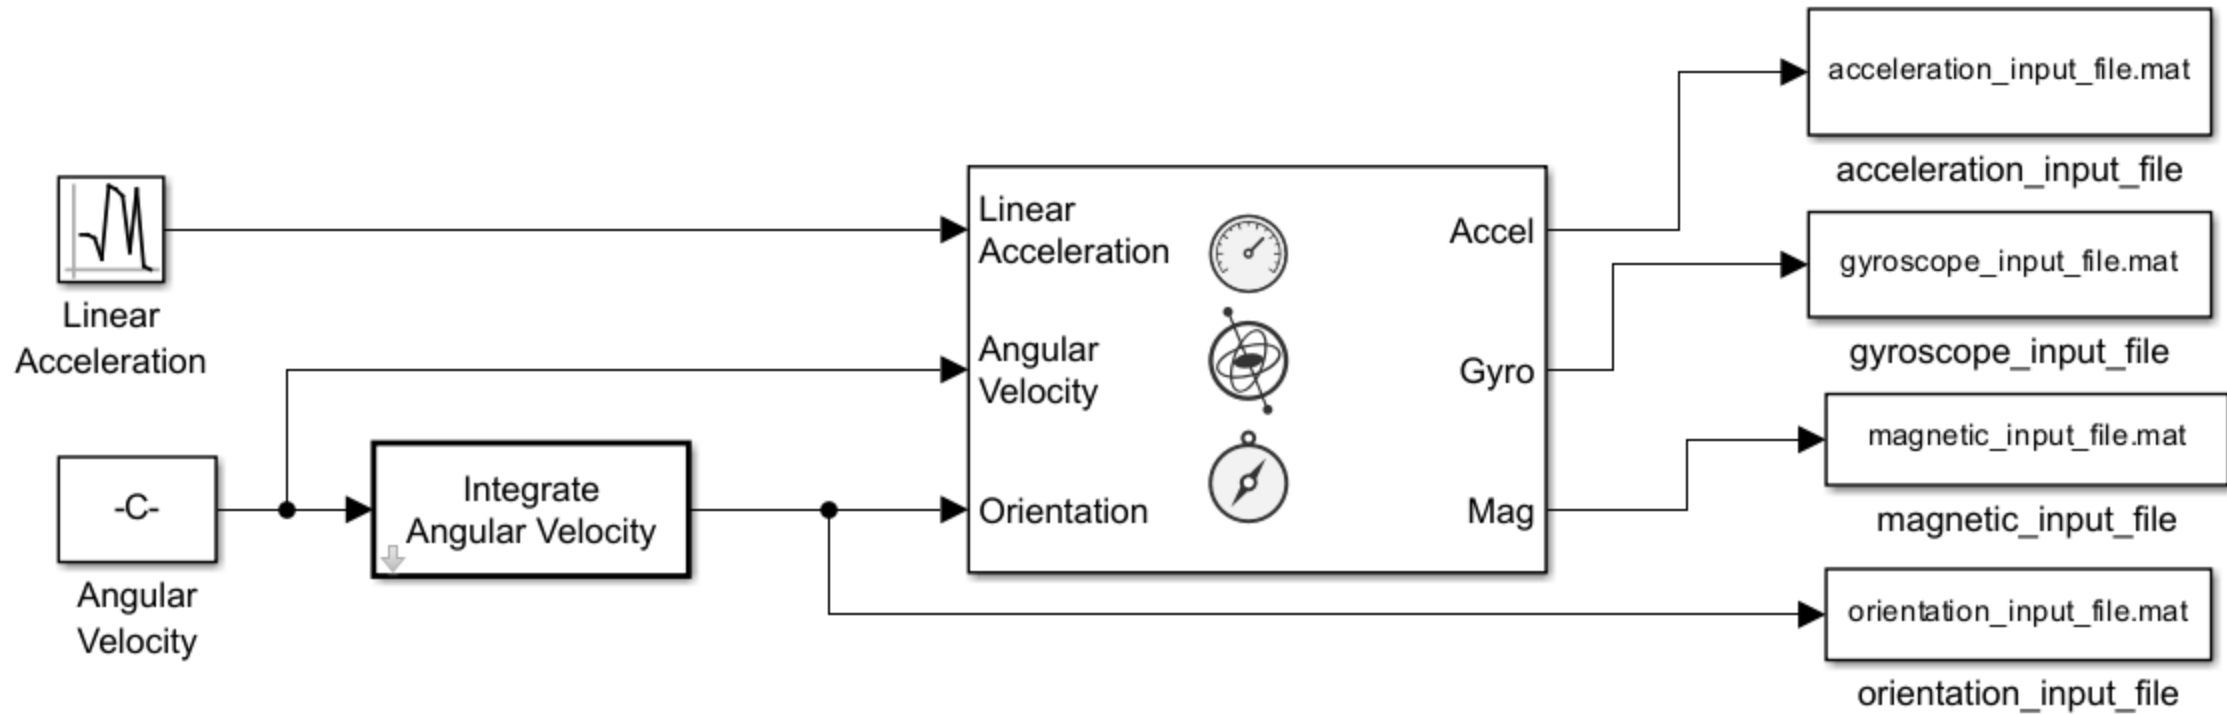 acceleration_input_file.mat
acceleration_input_file
Linear
Acceleration
-C-
Angular
Velocity
Integrate
Angular Velocity
Linear
Acceleration
Angular
Velocity
Orientation
Accel
Gyro
Mag
gyroscope_input_file.mat
gyroscope_input_file
magnetic_input_file.mat
magnetic_input_file
orientation_input_file.mat
orientation_input_file